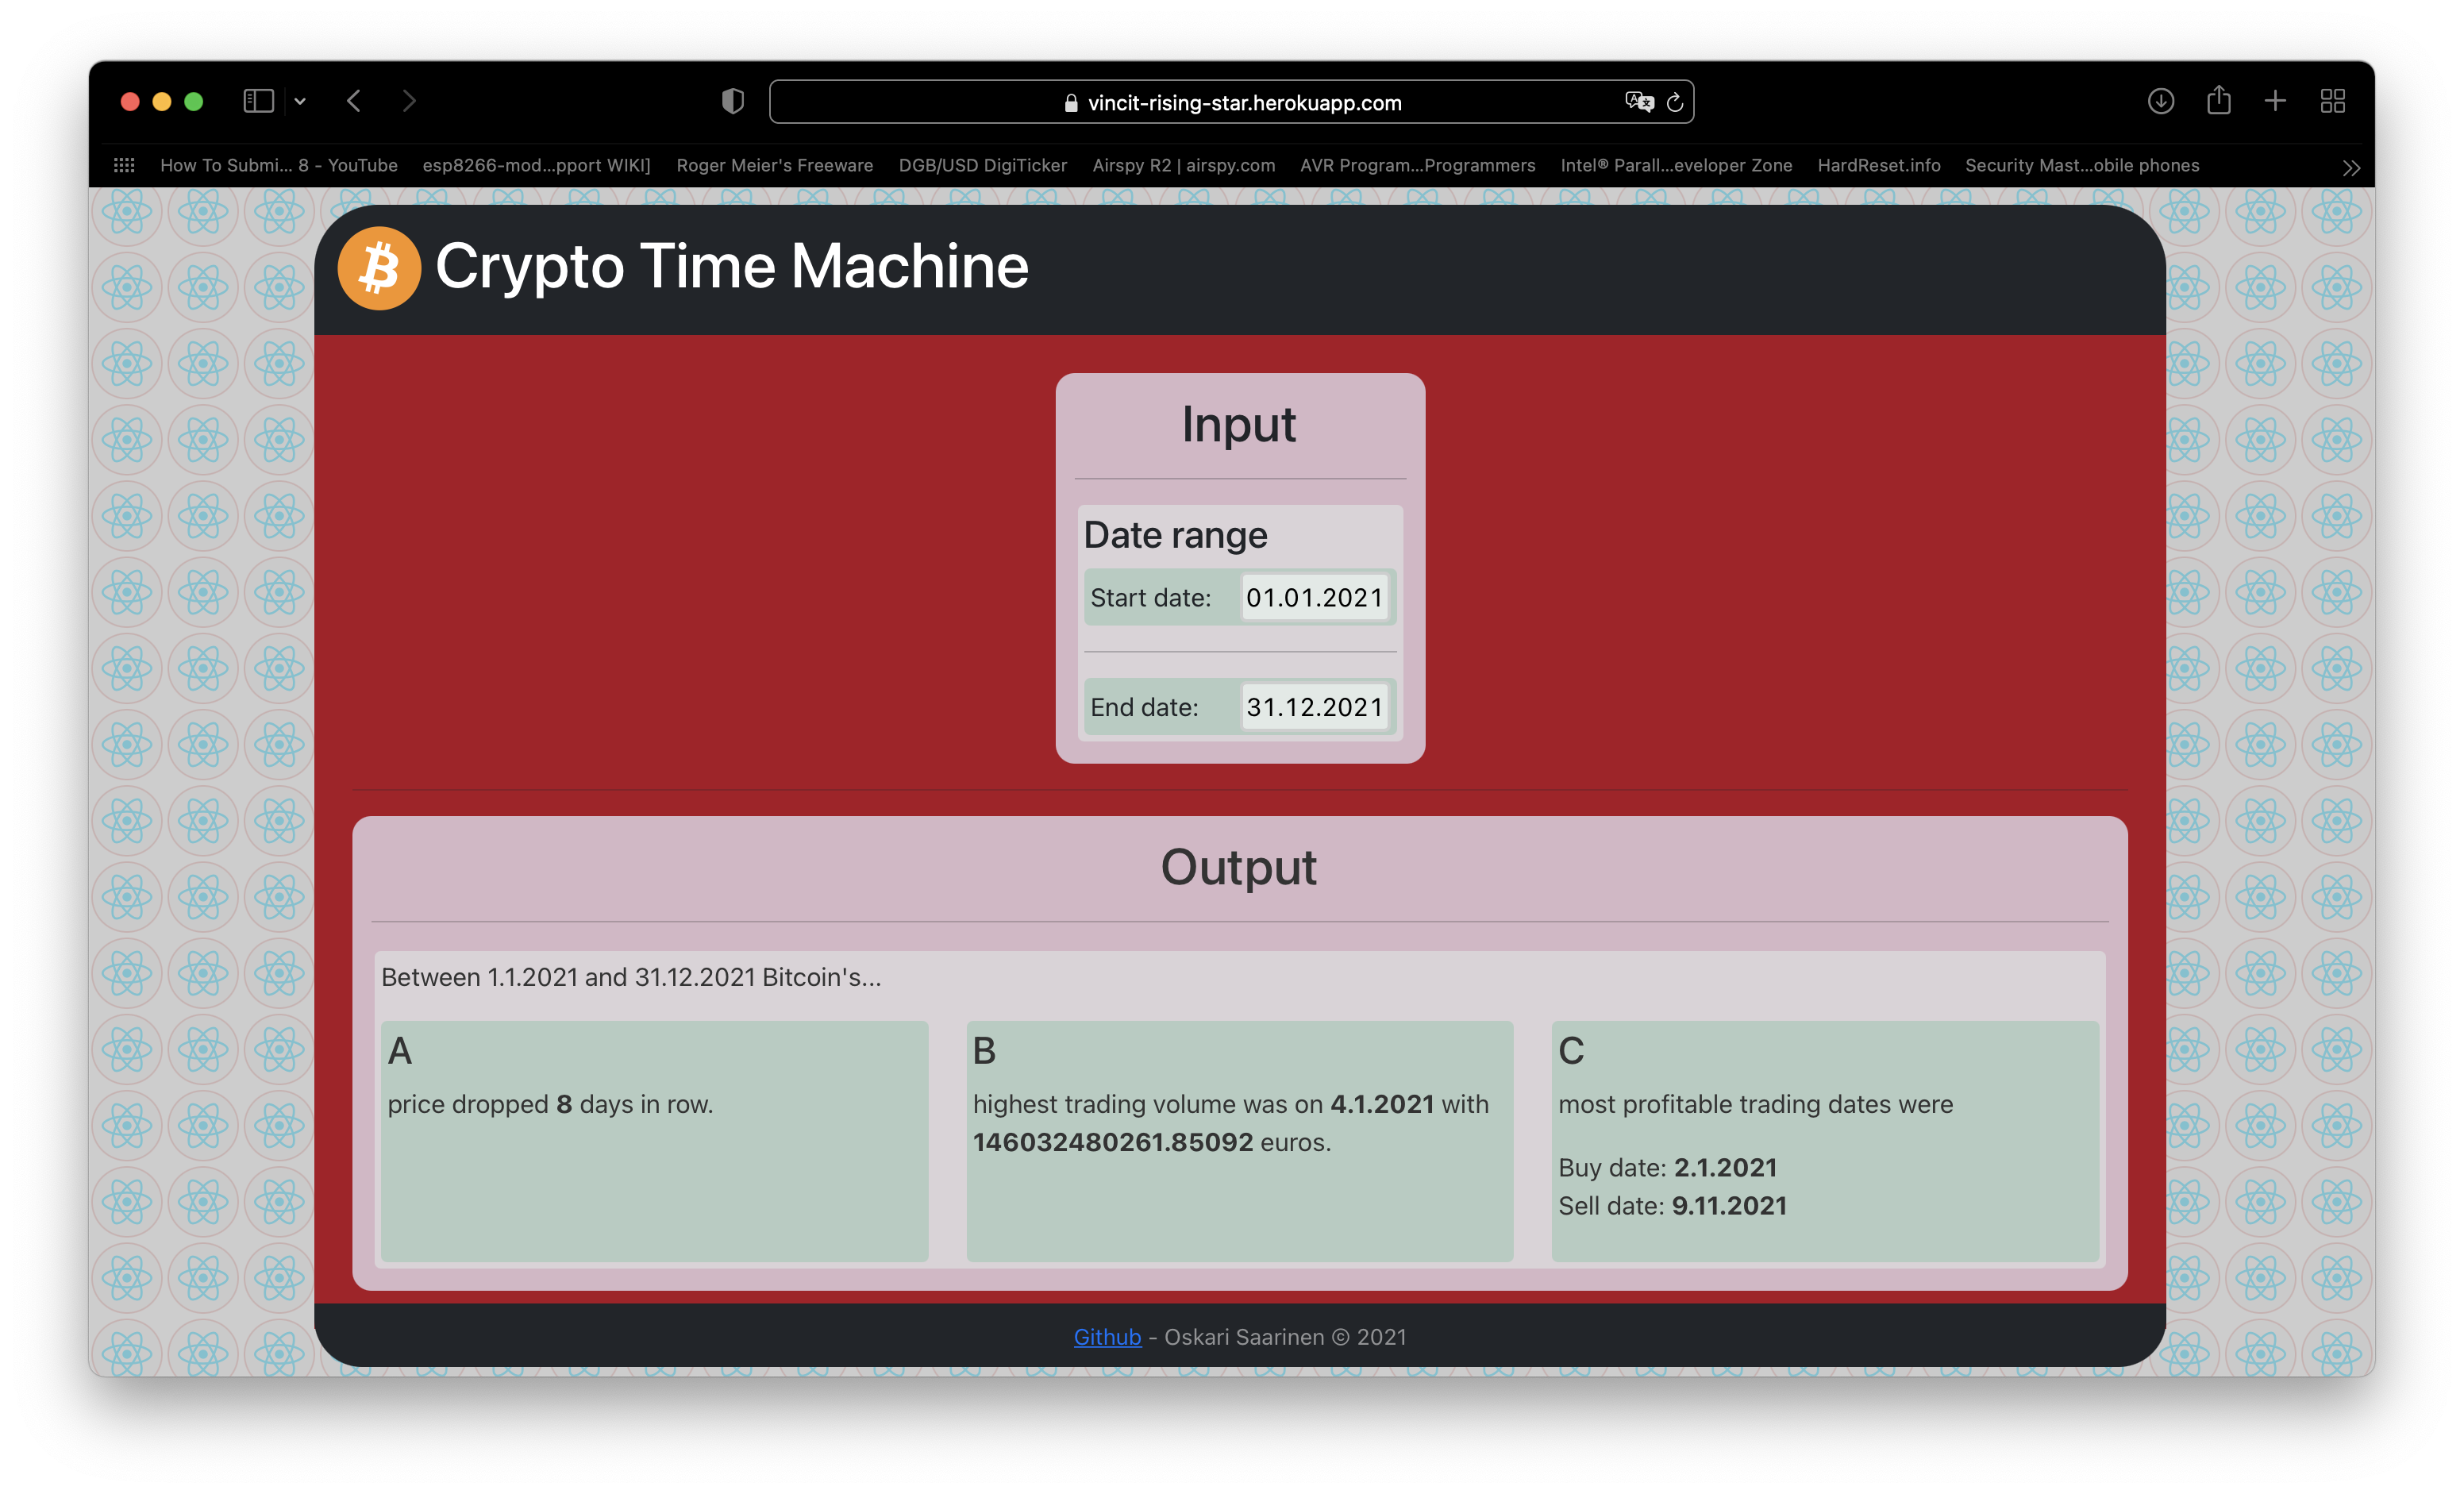 vincit-rising-star.herokuapp.com
How To Submi... 8 - YouTube esp8266-mod...pport WIKI] Roger Meier's Freeware DGB/USD DigiTicker Airspy R2 | airspy.com AVR Program...Programmers Intel® Parall...eveloper Zone HardReset.info Security Mast...obile phones
Crypto Time Machine
Input
Date range
Start date: 01.01.2021
End date: 31.12.2021
Output
Between 1.1.2021 and 31.12.2021 Bitcoin's...
A
price dropped 8 days in row.
B
highest trading volume was on 4.1.2021 with
146032480261.85092 euros.
C
most profitable trading dates were
Buy date: 2.1.2021
Sell date: 9.11.2021
Github - Oskari Saarinen © 2021